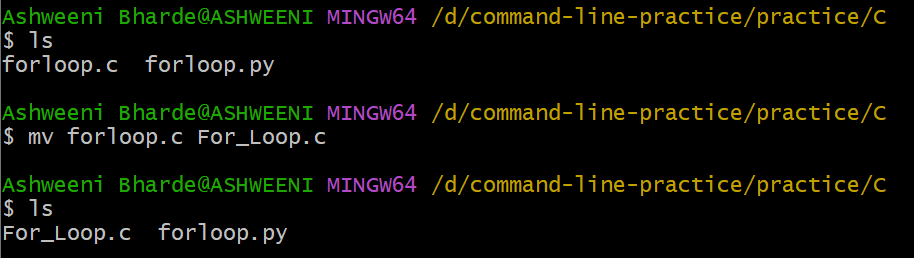 Ashweeni Bharde@ASHWEENI MINGW64 /d/command-line-practice/practice/C
$ ls
forloop.c  forloop.py
Ashweeni Bharde@ASHWEENI MINGW64 /d/command-line-practice/practice/C
$ mv forloop.c For_Loop.c
Ashweeni Bharde@ASHWEENI MINGW64 /d/command-line-practice/practice/C
$ ls
For_Loop.c  forloop.py